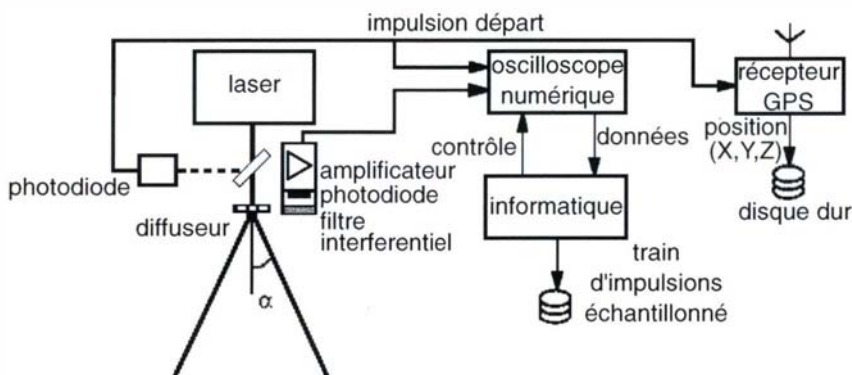 impulsion départ
laser
oscilloscope
numérique
récepteur
GPS
contrôle
données
position
(X,Y,Z)
photodiode
amplificateur
photodiode
filtre
interferentiel
diffuseur
informatique
disque dur
α
train
d'impulsions
échantillonné